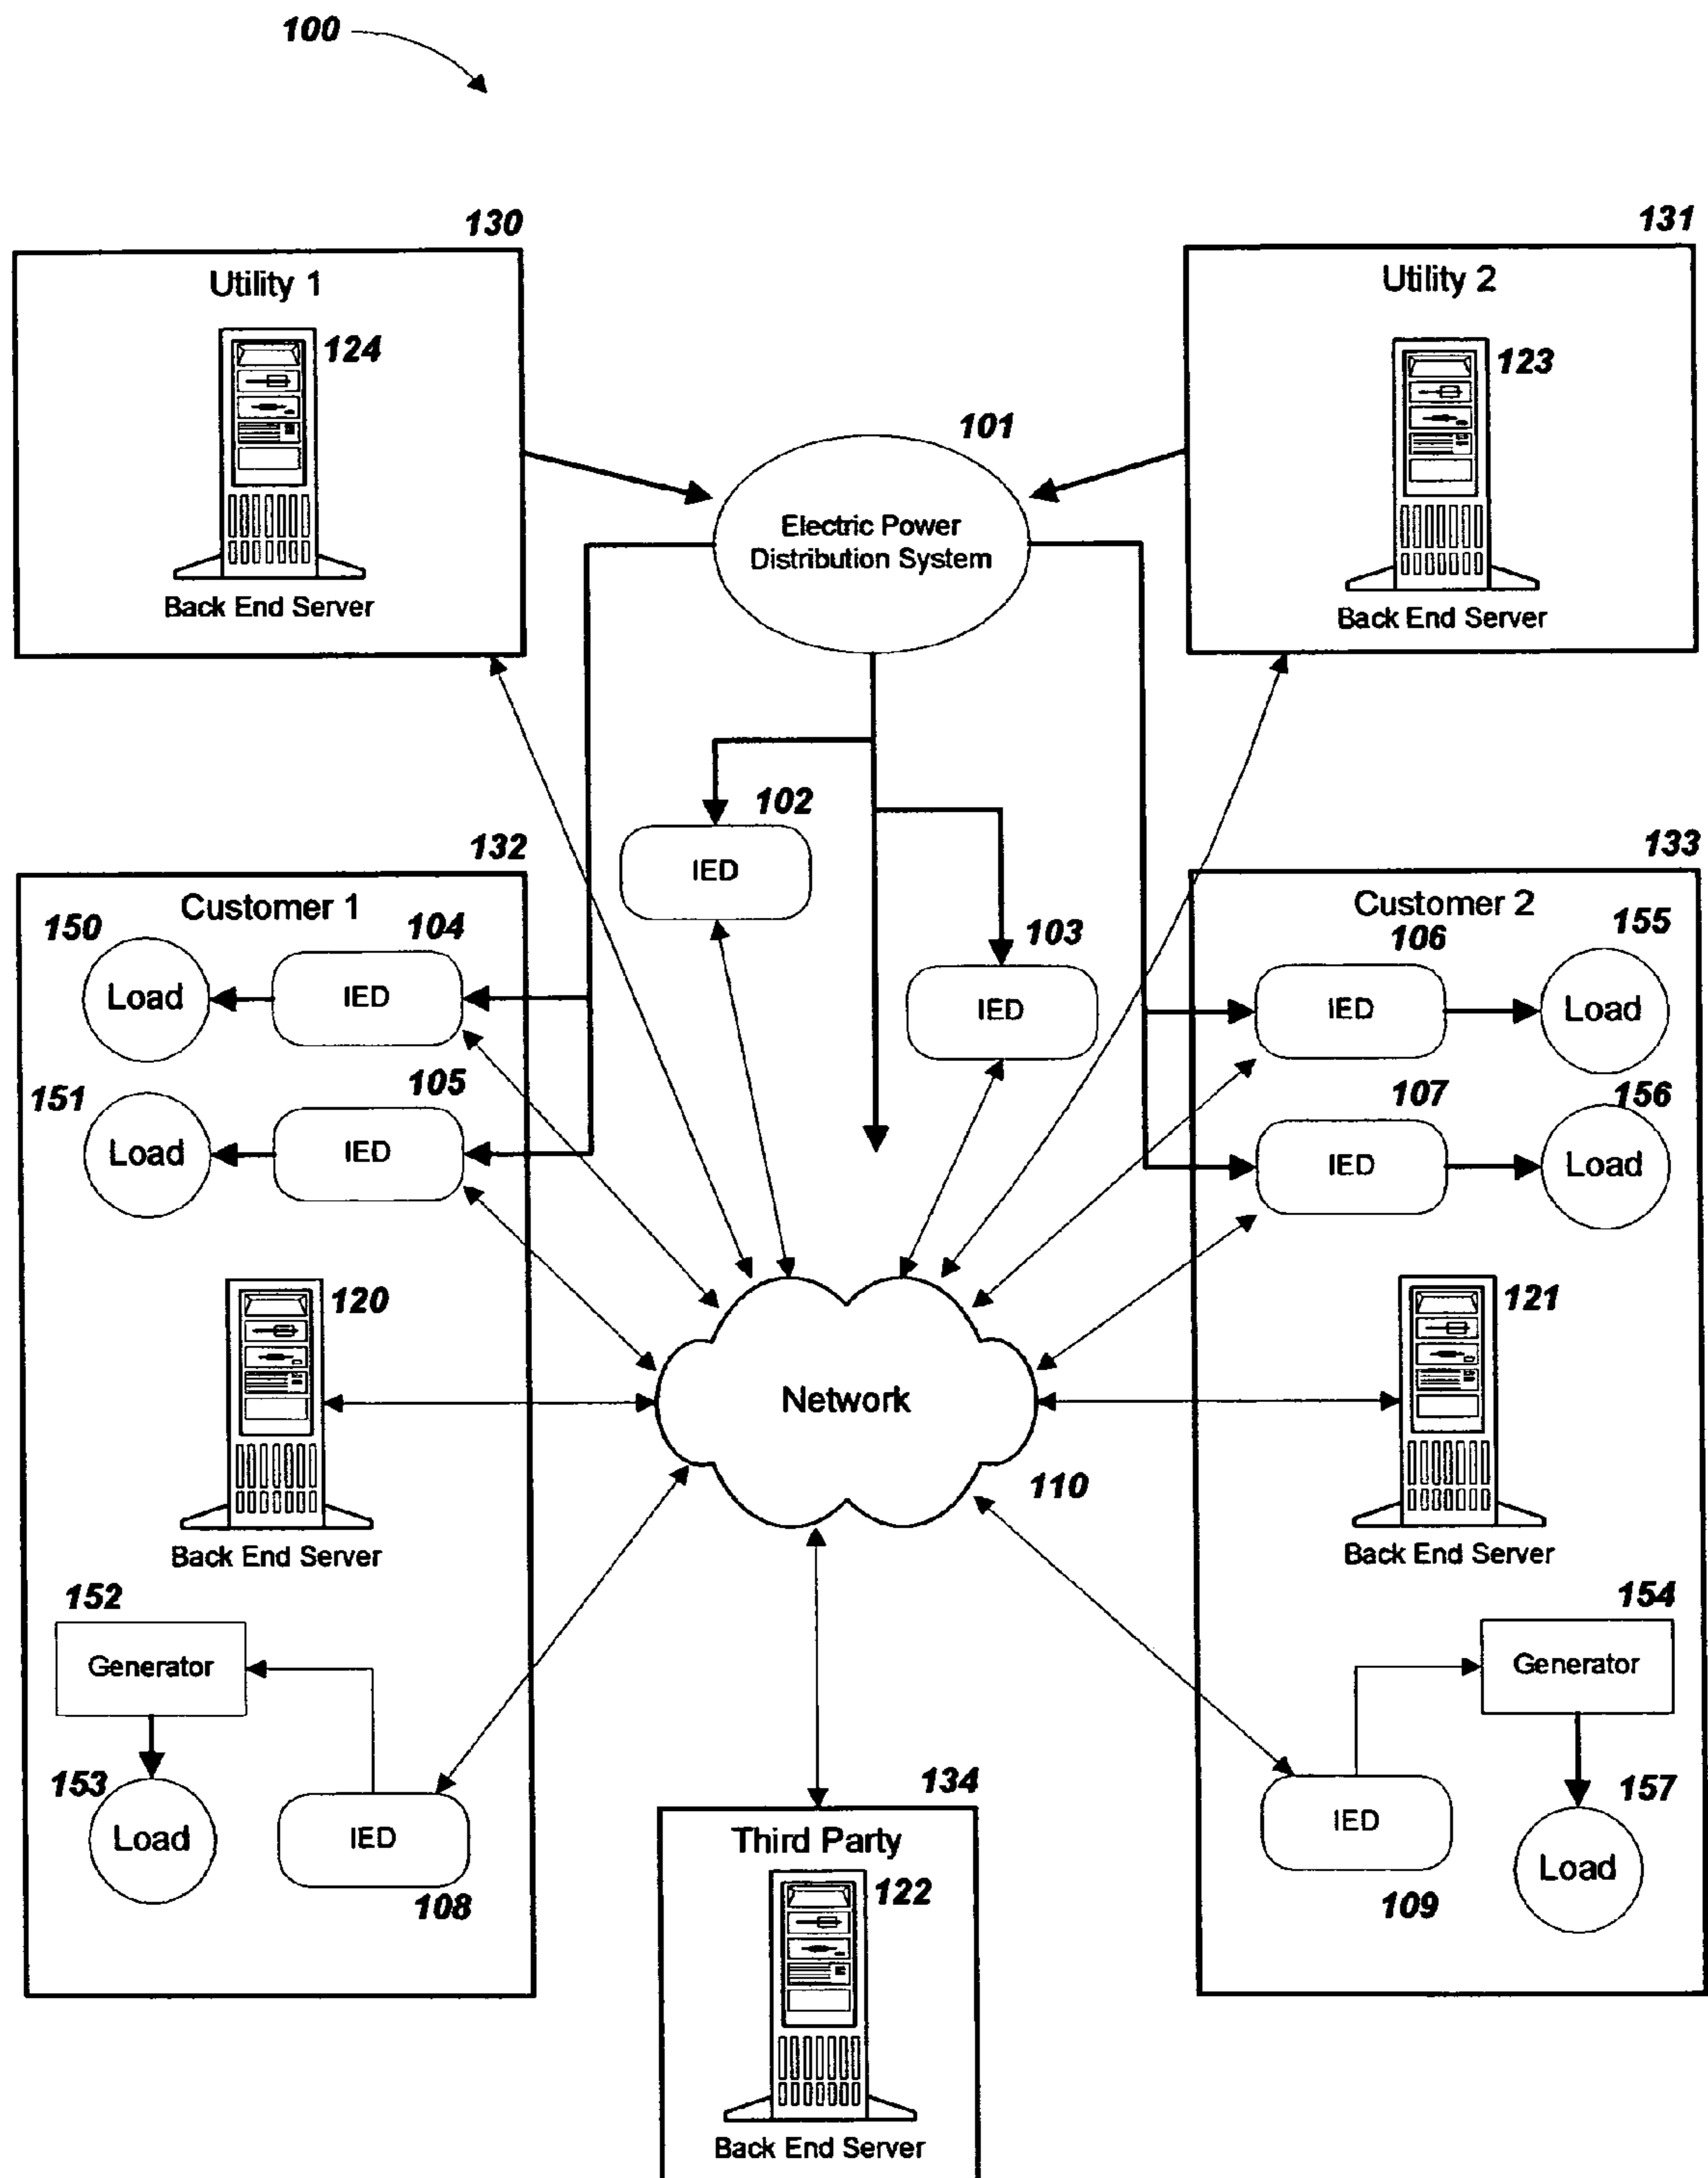 100
130
131
Utility 1
Utility 2
124
123
101
Electric Power
Distribution System
Back End Server
Back End Server
102
132
133
IED
Customer 1
Customer 2
150
104
103
106
155
Load
IED
IED
IED
Load
151
105
107
156
Load
IED
IED
Load
120
121
Network
110
Back End Server
Back End Server
152
154
Generator
Generator
153
134
157
Load
IED
Third Party
IED
Load
108
122
109
Back End Server